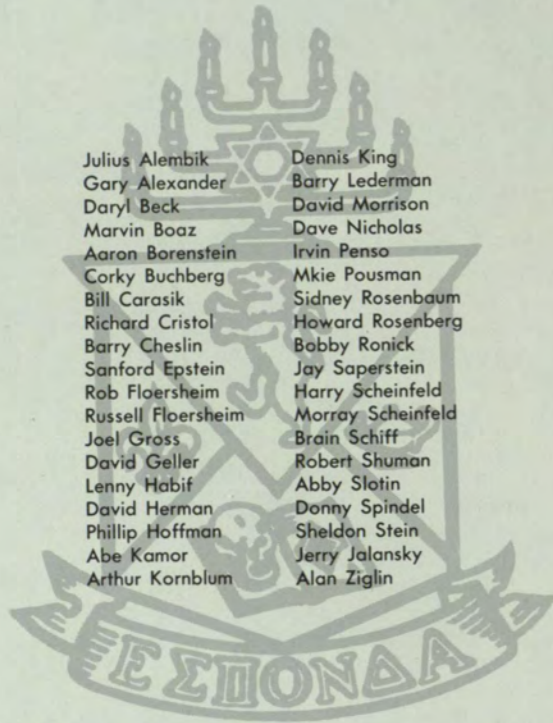 Julius Alembik
Gary Alexander
Daryl Beck
Marvin Boaz
Aaron Borenstein
Corky Buchberg
Bill Carasik
Richard Cristol
Barry Cheslin
Sanford Epstein
Rob Floersheim
Russell Floersheim
Joel Gross
David Geller
Lenny Habif
David Herman
Phillip Hoffman
Abe Kamor
Arthur Kornblum
Dennis King
Barry Lederman
David Morrison
Dave Nicholas
Irvin Penso
Mkie Pousman
Sidney Rosenbaum
Howard Rosenberg
Bobby Ronick
Jay Saperstein
Harry Scheinfeld
Morray Scheinfeld
Brain Schiff
Robert Shuman
Abby Slotin
Donny Spindel
Sheldon Stein
Jerry Jalansky
Alan Ziglin
ΕΣΠΟΝΔΑ